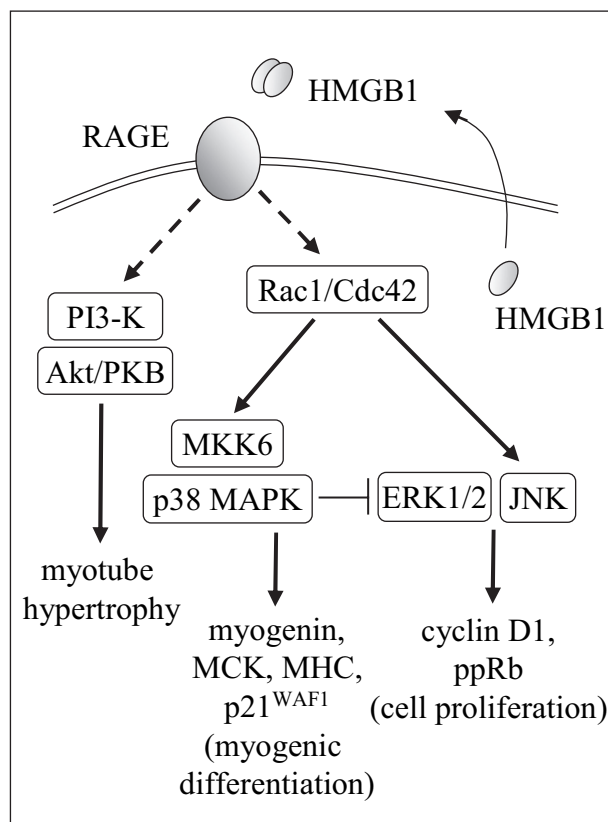 HMGB1
RAGE
HMGB1
Rac1/Cdc42
PI3-K
Akt/PKB
MKK6
p38 MAPK
ERK1/2
JNK
myotube
hypertrophy
myogenin,
MCK, MHC,
p21WAF1
(myogenic
differentiation)
cyclin D1,
ppRb
(cell proliferation)